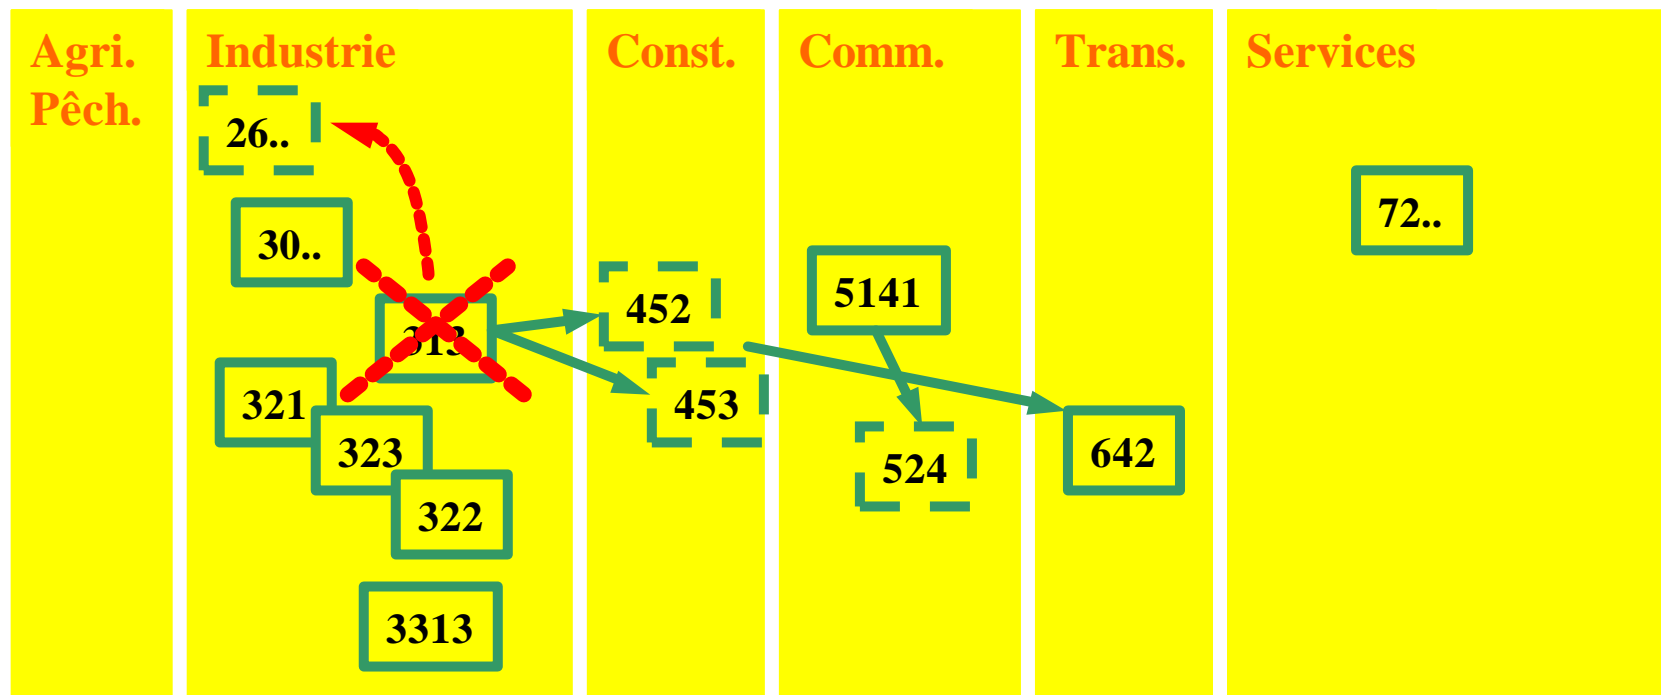 Agri.
Pêch.
Industrie
26..
30..
313
321
323
322
3313
Const.
452
453
Comm.
5141
524
Trans.
642
Services
72..